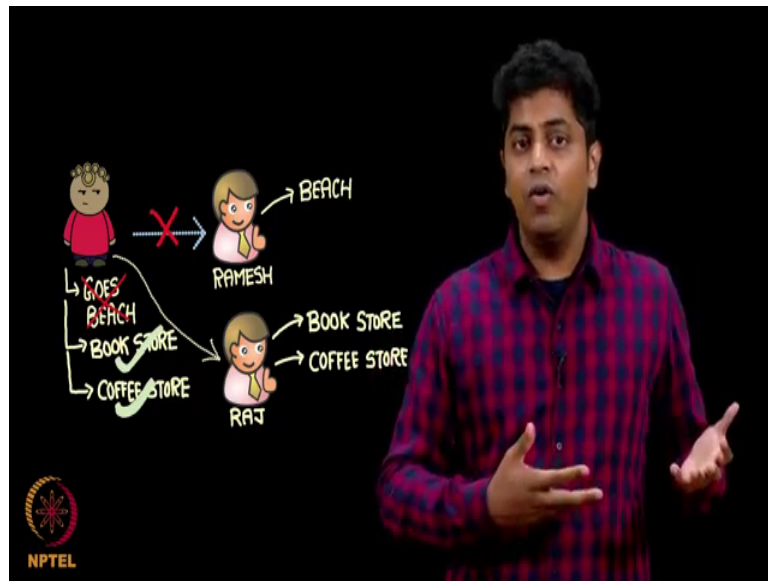 BEACH
RAMESH
GOES
BEACH
BOOK STORE
COFFEE STORE
BOOK STORE
COFFEE STORE
RAJ
NPTEL